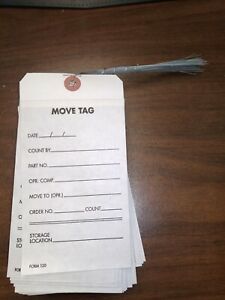 MOVE TAG
DATE / /
COUNT BY
PART NO.
OPR. COMP.
MOVE TO (OPR.)
ORDER NO. COUNT
STORAGE
LOCATION
FORM 120